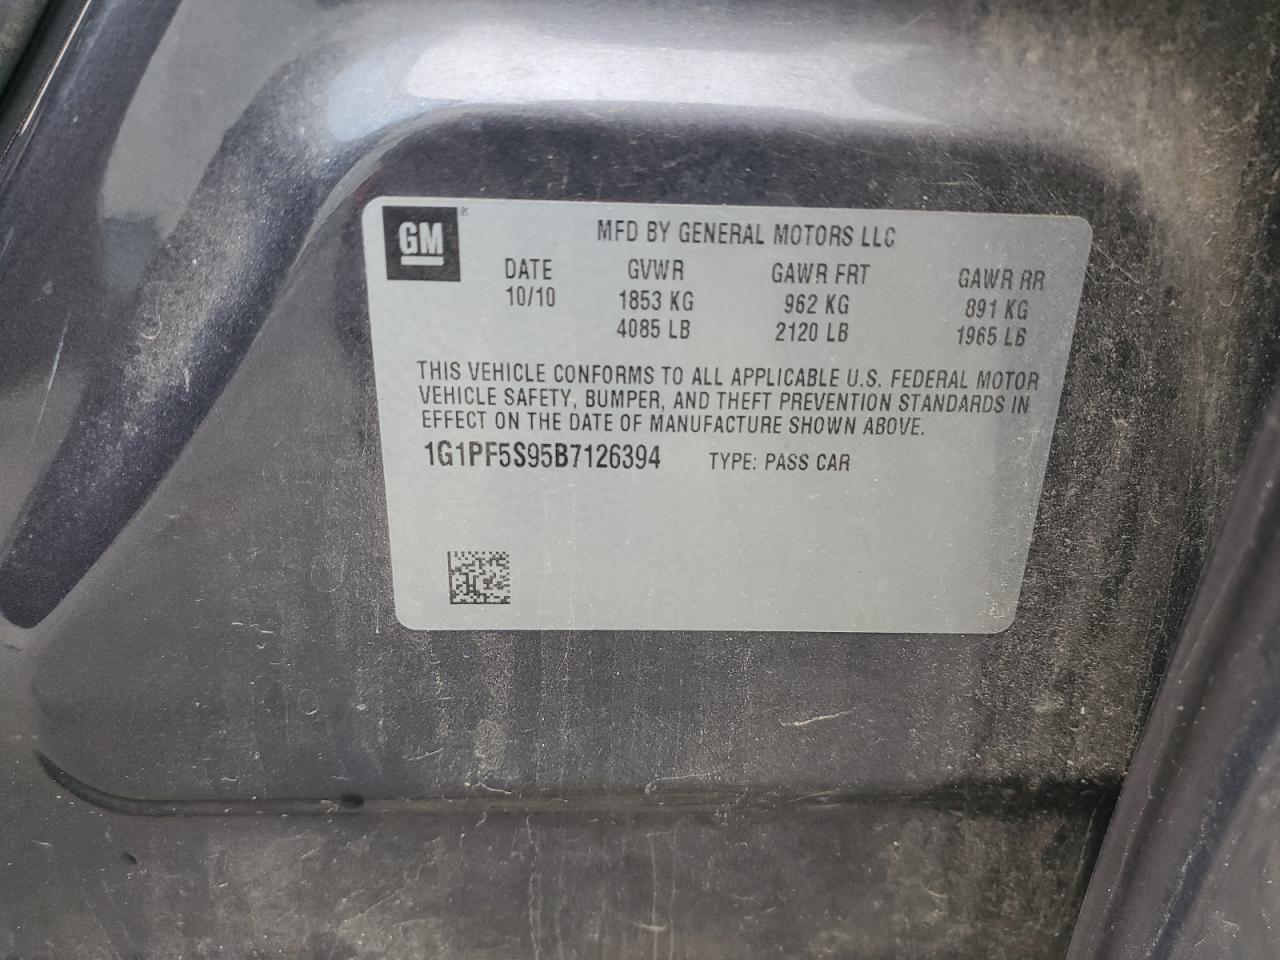 GM
MFD BY GENERAL MOTORS LLC
DATE GVWR GAWR FRT GAWR RR
10/10 1853 KG 962 KG 891 KG
4085 LB 2120 LB 1965 LB
THIS VEHICLE CONFORMS TO ALL APPLICABLE U.S. FEDERAL MOTOR
VEHICLE SAFETY, BUMPER, AND THEFT PREVENTION STANDARDS IN
EFFECT ON THE DATE OF MANUFACTURE SHOWN ABOVE.
1G1PF5S95B7126394 TYPE: PASS CAR